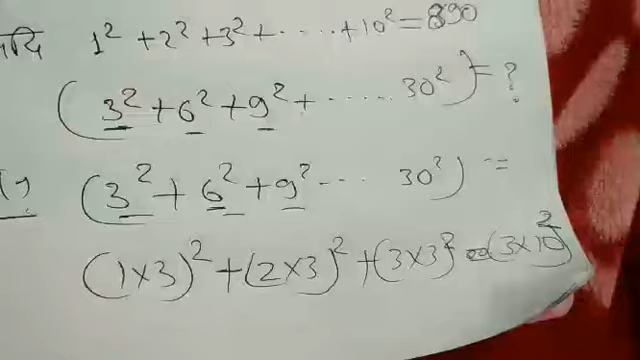 यदि 1² + 2² + 3² + ...... + 10² = 890
(3² + 6² + 9² + ...... 30²) = ?
(3² + 6² + 9² ... 30²) =
(1×3)² + (2×3)² + (3×3)² (3×10)²